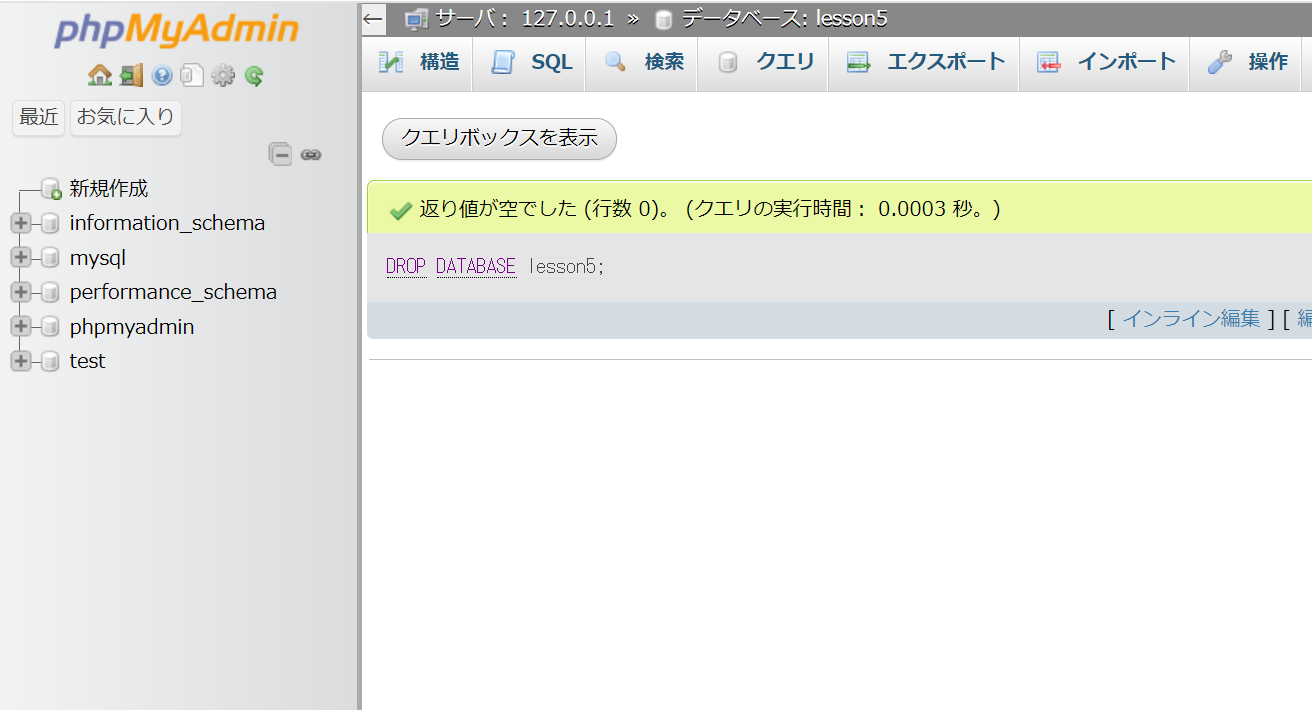 phpMyAdmin
最近 お気に入り
新規作成
information_schema
mysql
performance_schema
phpmyadmin
test
サーバ： 127.0.0.1 » データベース: lesson5
構造 SQL 検索 クエリ エクスポート インポート 操作
クエリボックスを表示
返り値が空でした (行数 0)。 (クエリの実行時間： 0.0003 秒。)
DROP DATABASE lesson5;
[ インライン編集 ] [